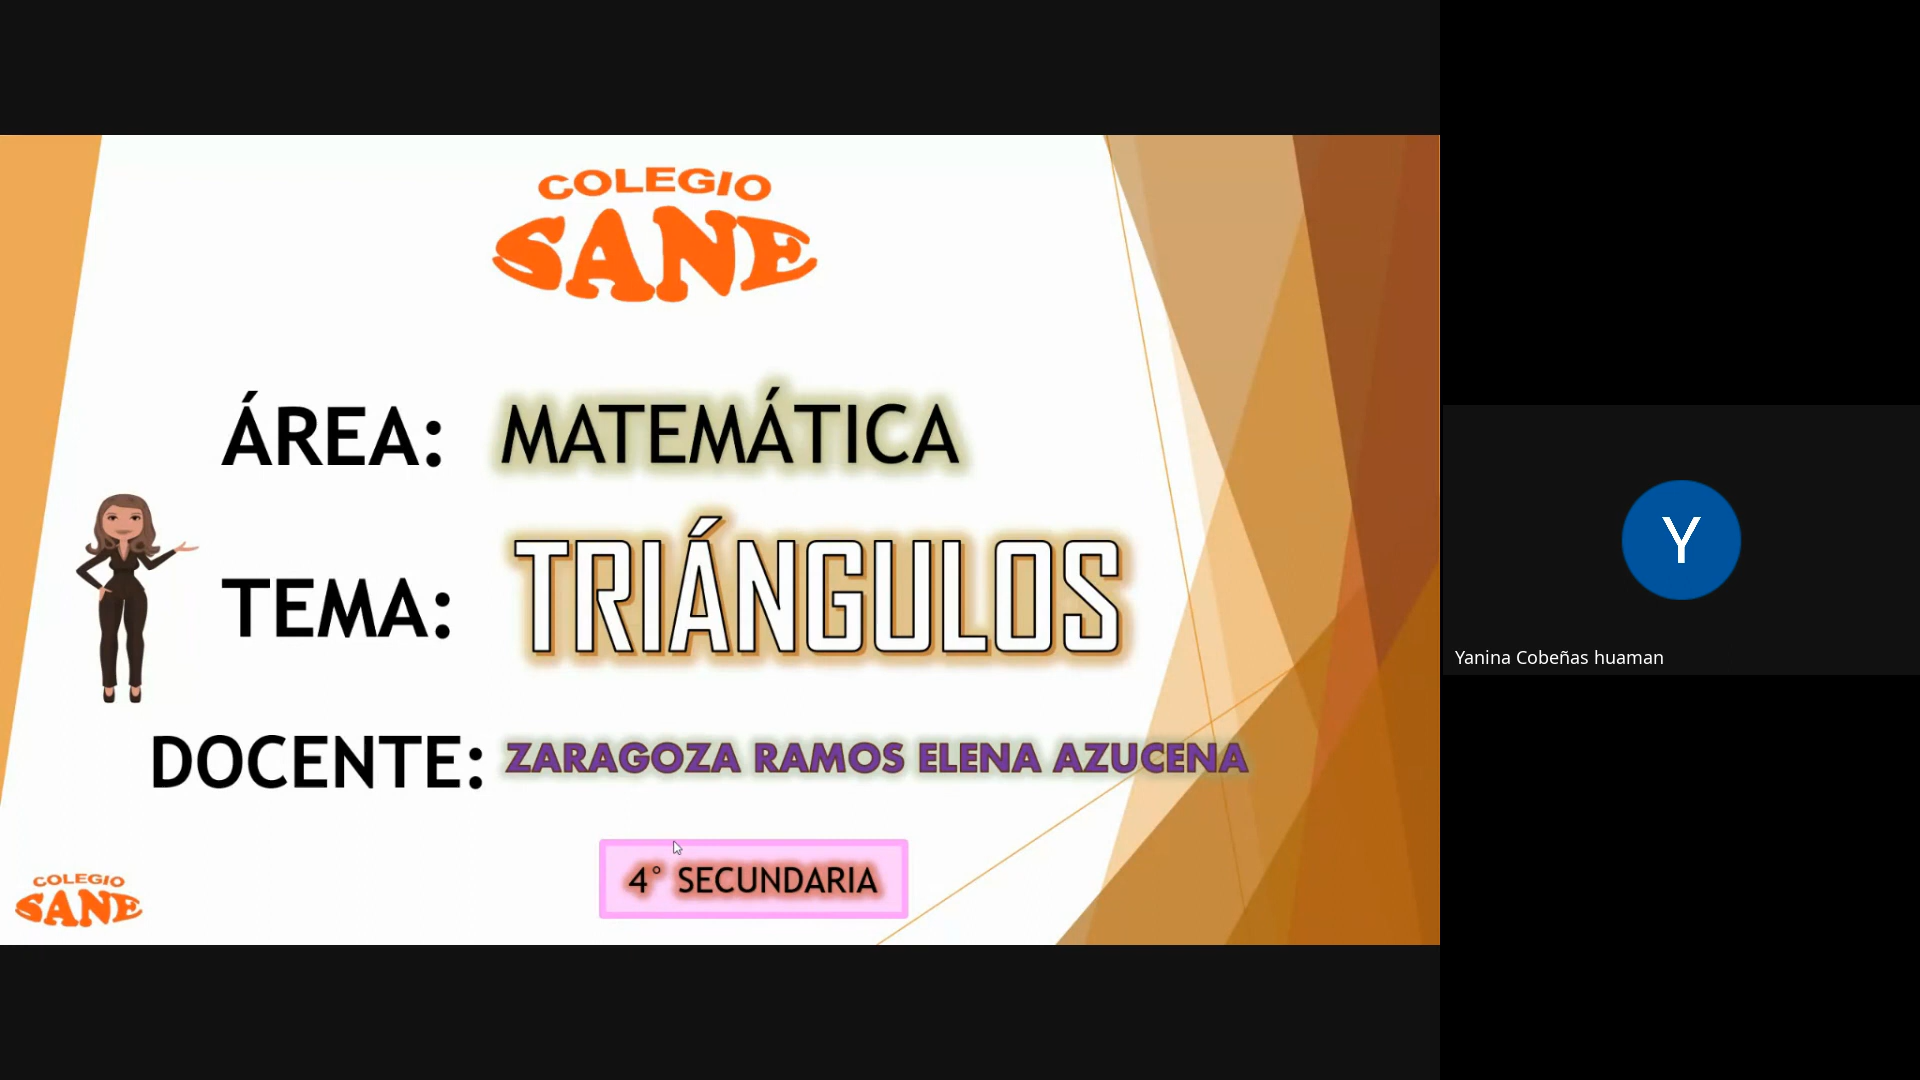 COLEGIO
SANE
ÁREA: MATEMÁTICA
TEMA: TRIÁNGULOS
DOCENTE: ZARAGOZA RAMOS ELENA AZUCENA
4° SECUNDARIA
COLEGIO
SANE
Y
Yanina Cobeñas huaman